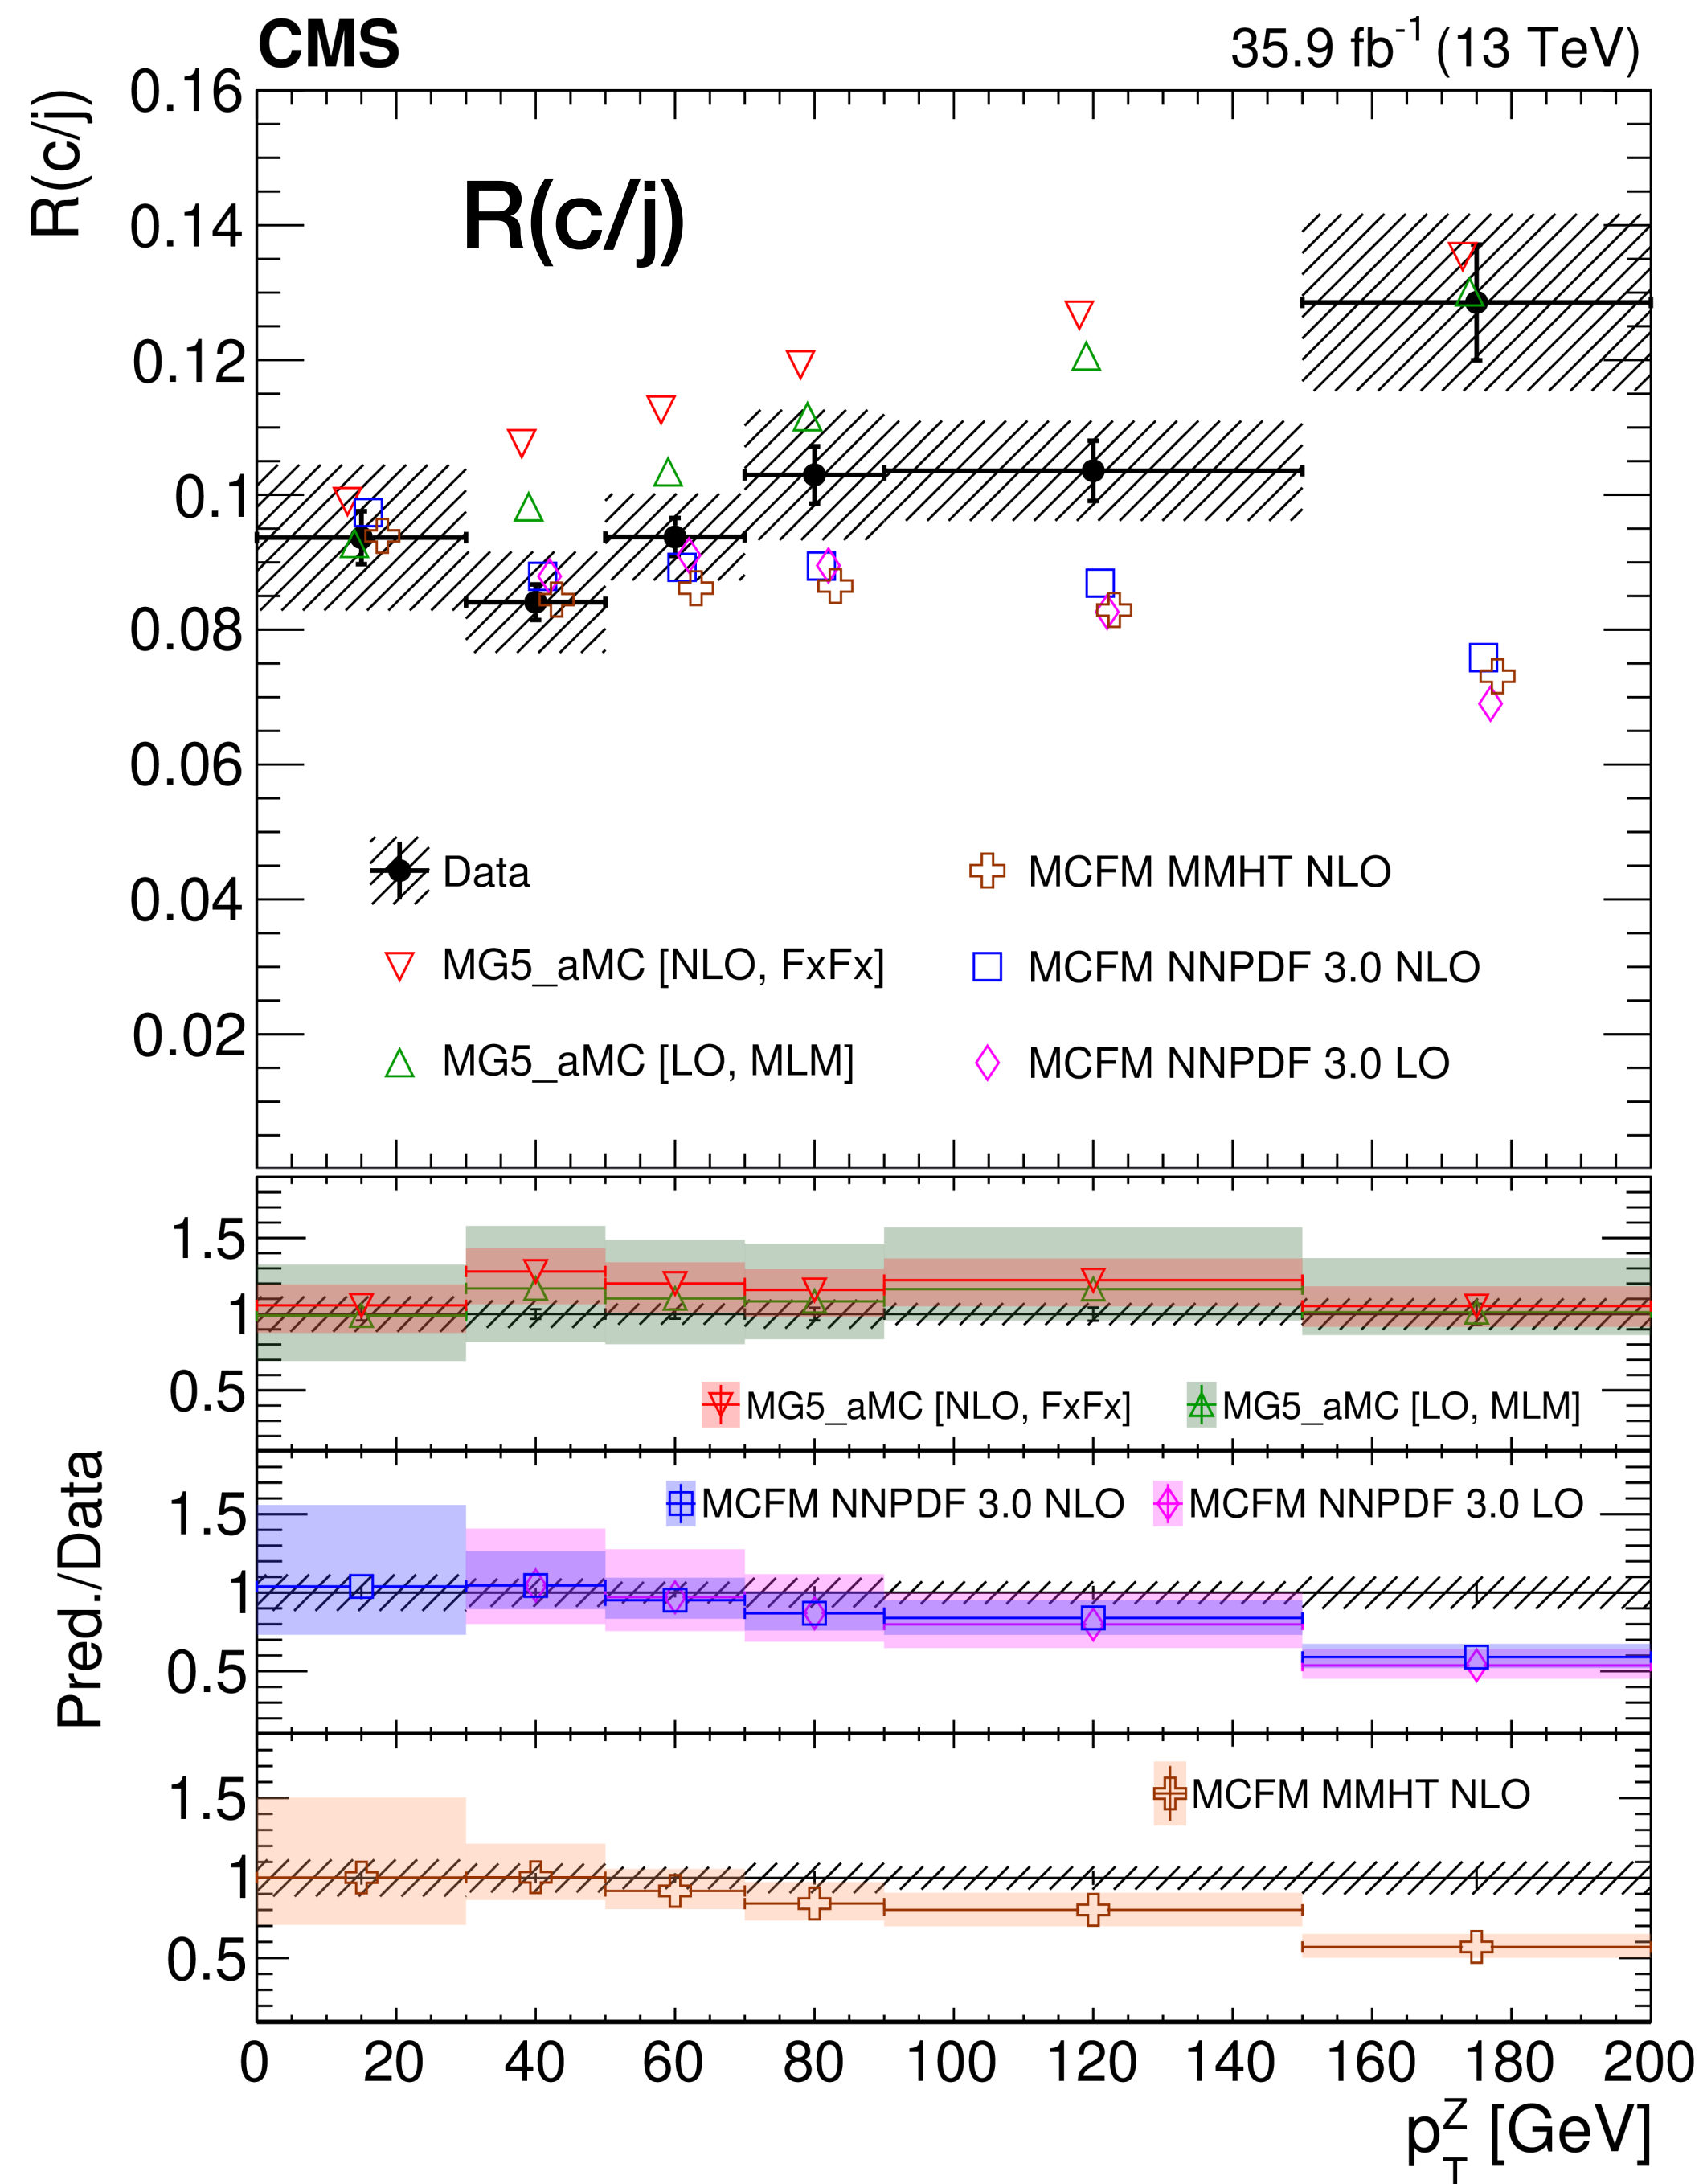 CMS 35.9 fb⁻¹ (13 TeV)
R(c/j)
0.16
0.14
0.12
0.1
0.08
0.06
0.04
0.02
R(c/j)
Data
MCFM MMHT NLO
MG5_aMC [NLO, FxFx]
MCFM NNPDF 3.0 NLO
MG5_aMC [LO, MLM]
MCFM NNPDF 3.0 LO
Pred./Data
1.5
1
0.5
MG5_aMC [NLO, FxFx]
MG5_aMC [LO, MLM]
MCFM NNPDF 3.0 NLO
MCFM NNPDF 3.0 LO
1.5
1
0.5
MCFM MMHT NLO
1.5
1
0.5
0 20 40 60 80 100 120 140 160 180 200
p_T^Z [GeV]